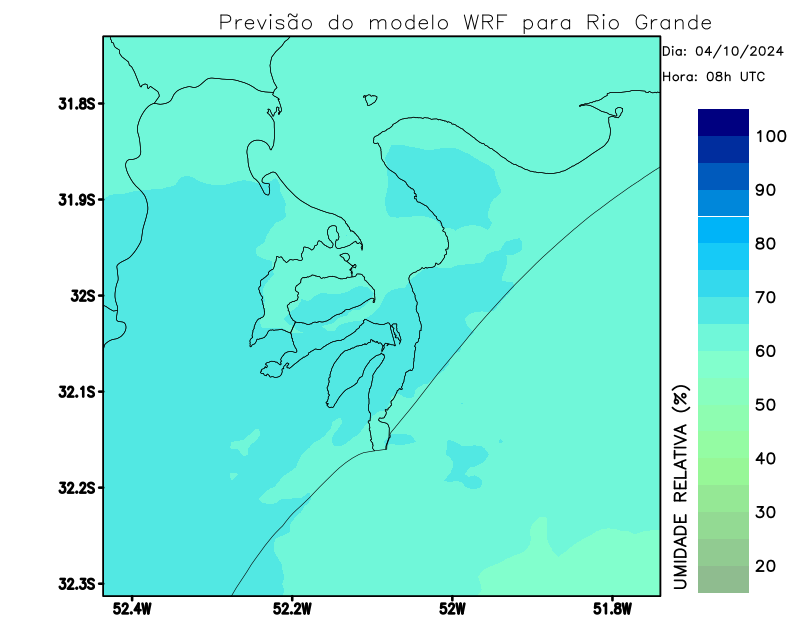 Previsão do modelo WRF para Rio Grande
Dia: 04/10/2024
Hora: 08h UTC
31.8S
31.9S
32S
32.1S
32.2S
32.3S
52.4W
52.2W
52W
51.8W
100
90
80
70
60
50
40
30
20
UMIDADE RELATIVA (%)